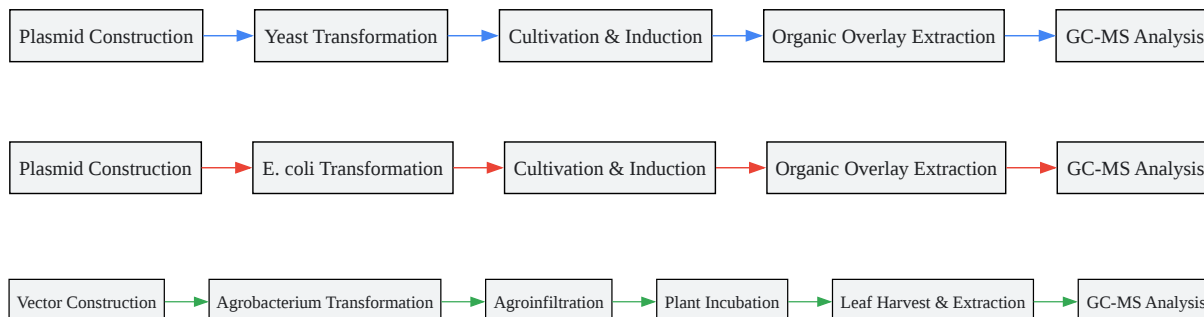 Plasmid Construction Yeast Transformation Cultivation & Induction Organic Overlay Extraction GC-MS Analysis
Plasmid Construction E. coli Transformation Cultivation & Induction Organic Overlay Extraction GC-MS Analysis
Vector Construction Agrobacterium Transformation Agroinfiltration Plant Incubation Leaf Harvest & Extraction GC-MS Analysis